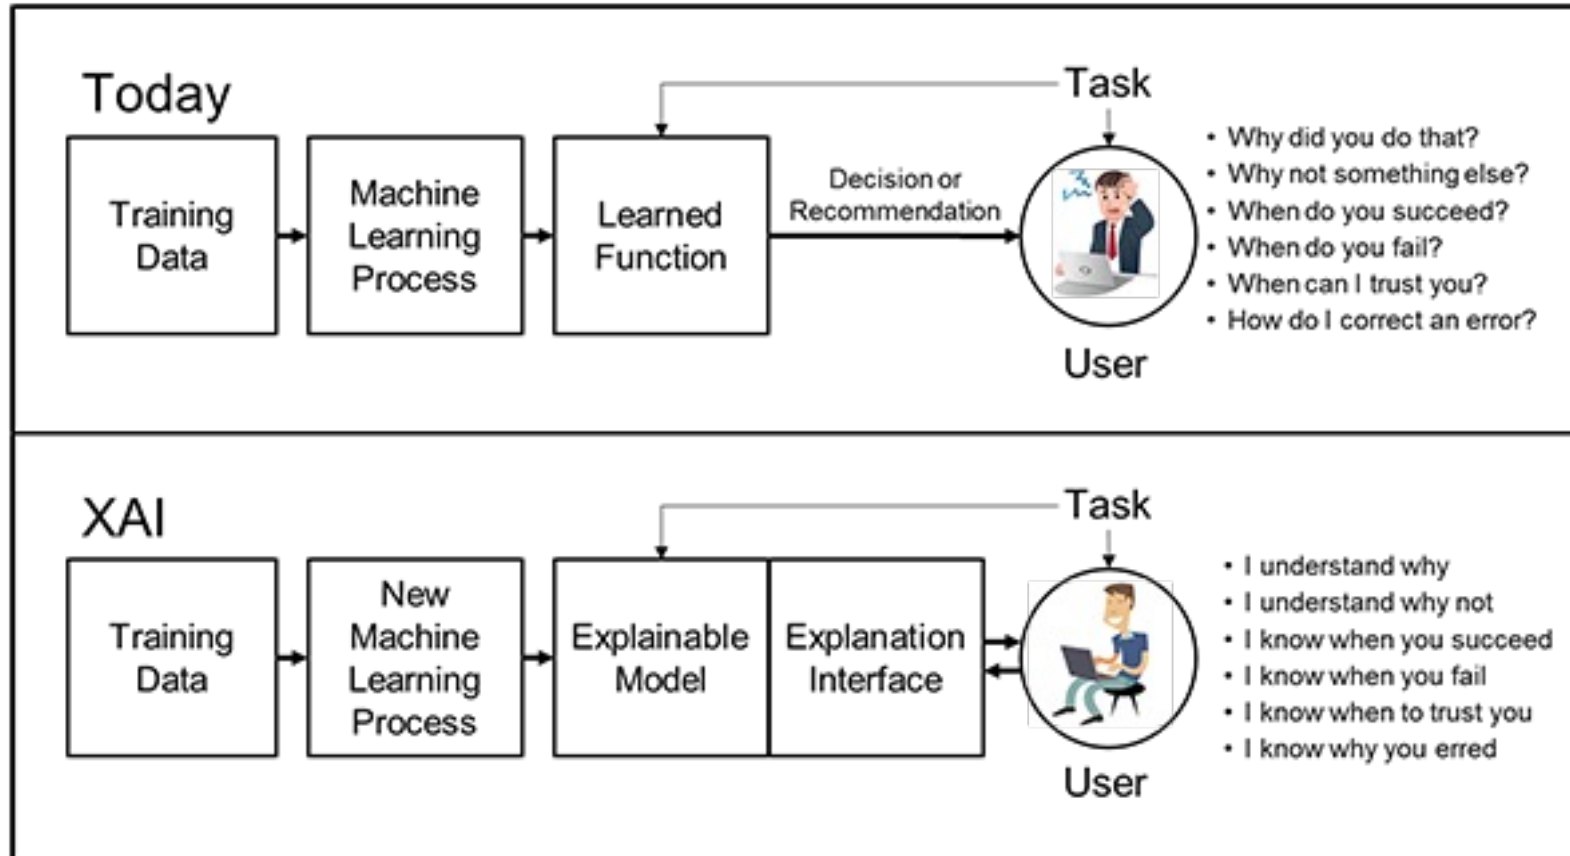 Today
Task
Training
Data
Machine
Learning
Process
Learned
Function
Decision or
Recommendation
User
• Why did you do that?
• Why not something else?
• When do you succeed?
• When do you fail?
• When can I trust you?
• How do I correct an error?
XAI
Task
Training
Data
New
Machine
Learning
Process
Explainable
Model
Explanation
Interface
User
• I understand why
• I understand why not
• I know when you succeed
• I know when you fail
• I know when to trust you
• I know why you erred